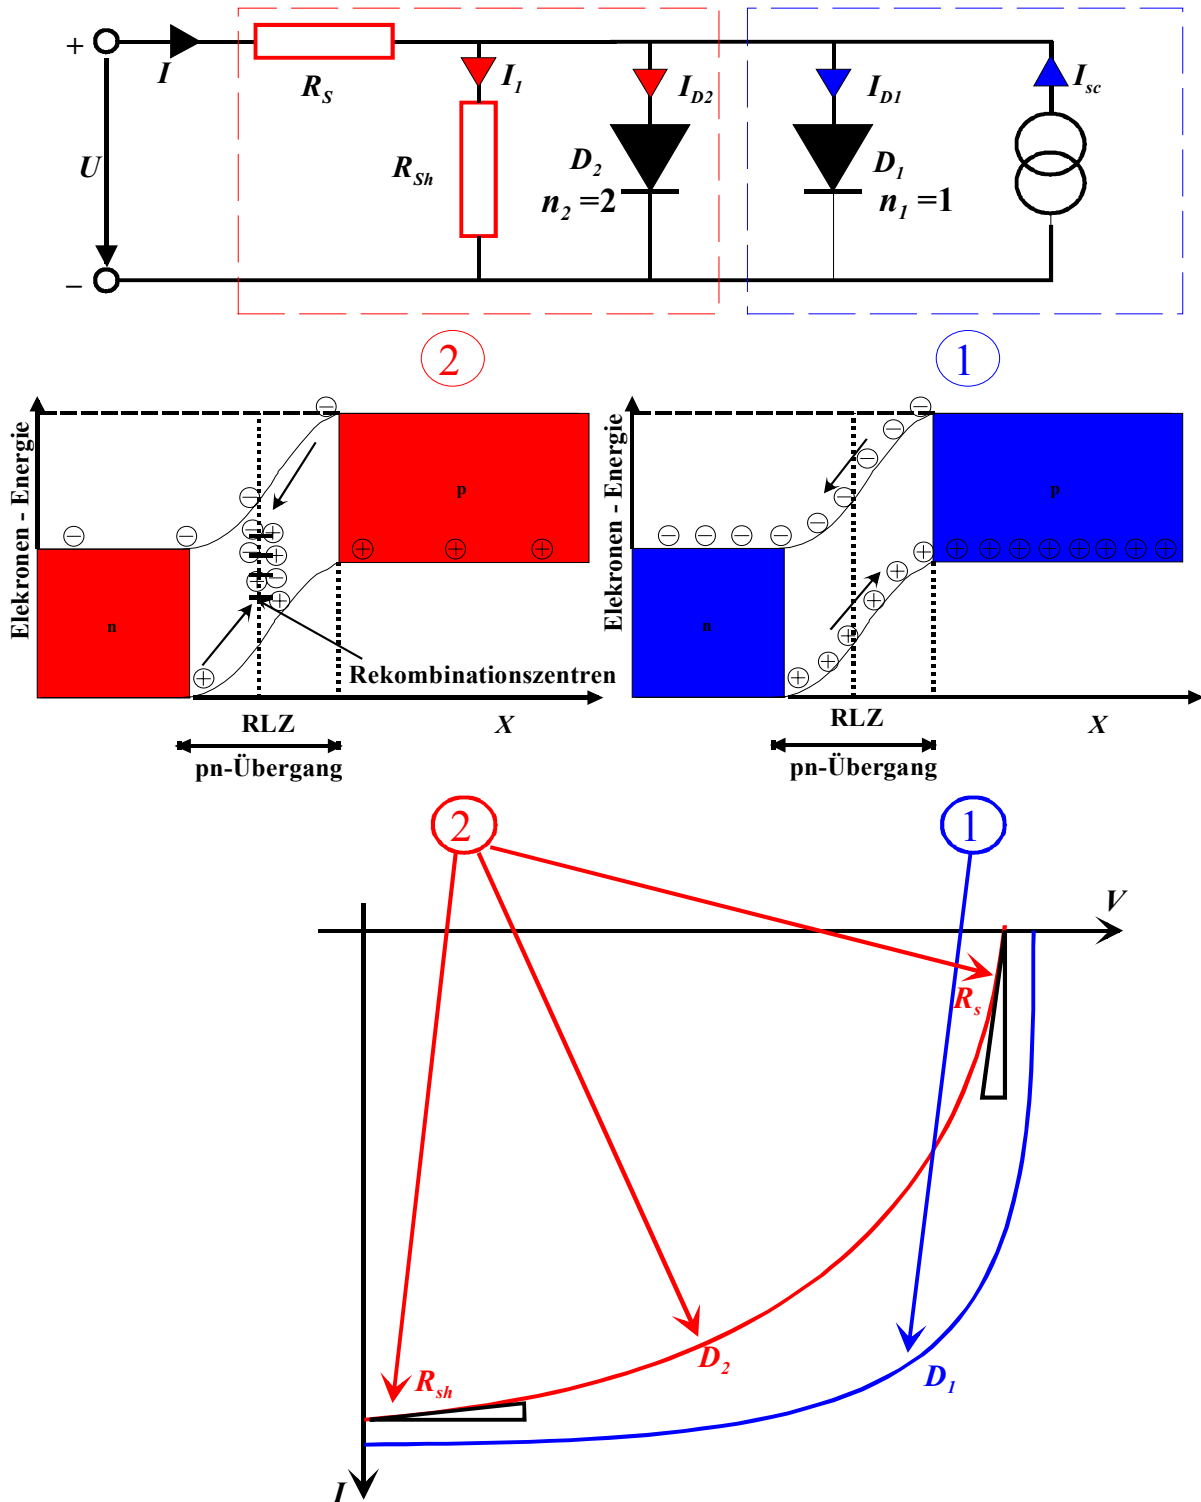 +
I
R_S
I_1
I_D2
I_D1
I_sc
U
R_Sh
D_2
n_2 =2
D_1
n_1 =1
−
2
1
Elekronen - Energie
p
n
Rekombinationszentren
RLZ
X
pn-Übergang
Elekronen - Energie
p
n
RLZ
X
pn-Übergang
2
1
V
R_s
D_2
D_1
R_sh
I